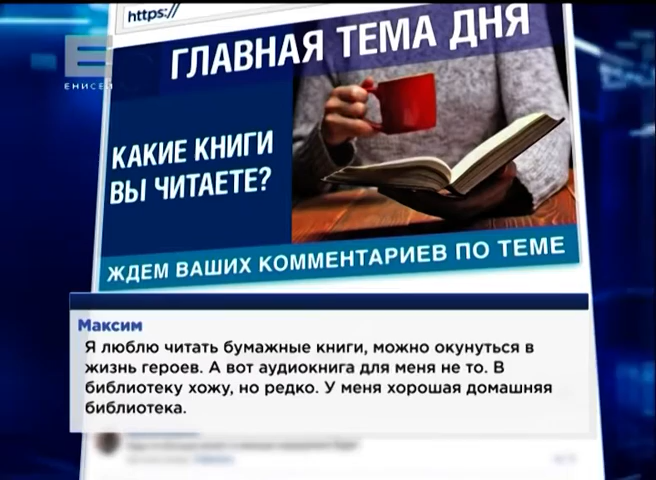 https://
ГЛАВНАЯ ТЕМА ДНЯ
ЕНИСЕЙ
КАКИЕ КНИГИ
ВЫ ЧИТАЕТЕ?
ЖДЕМ ВАШИХ КОММЕНТАРИЕВ ПО ТЕМЕ
Максим
Я люблю читать бумажные книги, можно окунуться в
жизнь героев. А вот аудиокнига для меня не то. В
библиотеку хожу, но редко. У меня хорошая домашняя
библиотека.